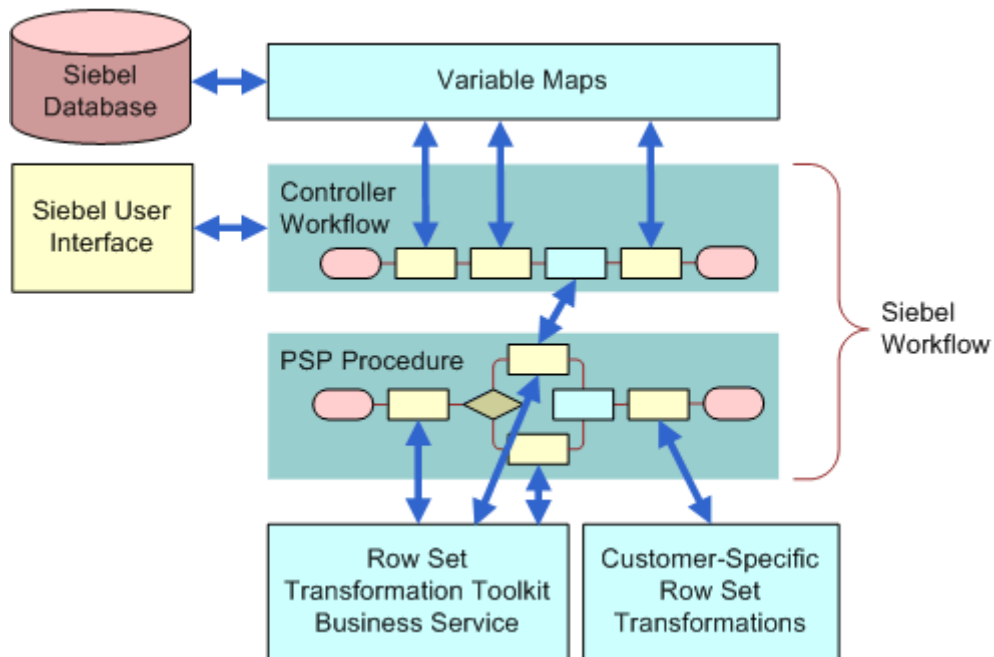 Siebel
Database
Variable Maps
Siebel User
Interface
Controller
Workflow
PSP Procedure
Siebel
Workflow
Row Set
Transformation Toolkit
Business Service
Customer-Specific
Row Set
Transformations